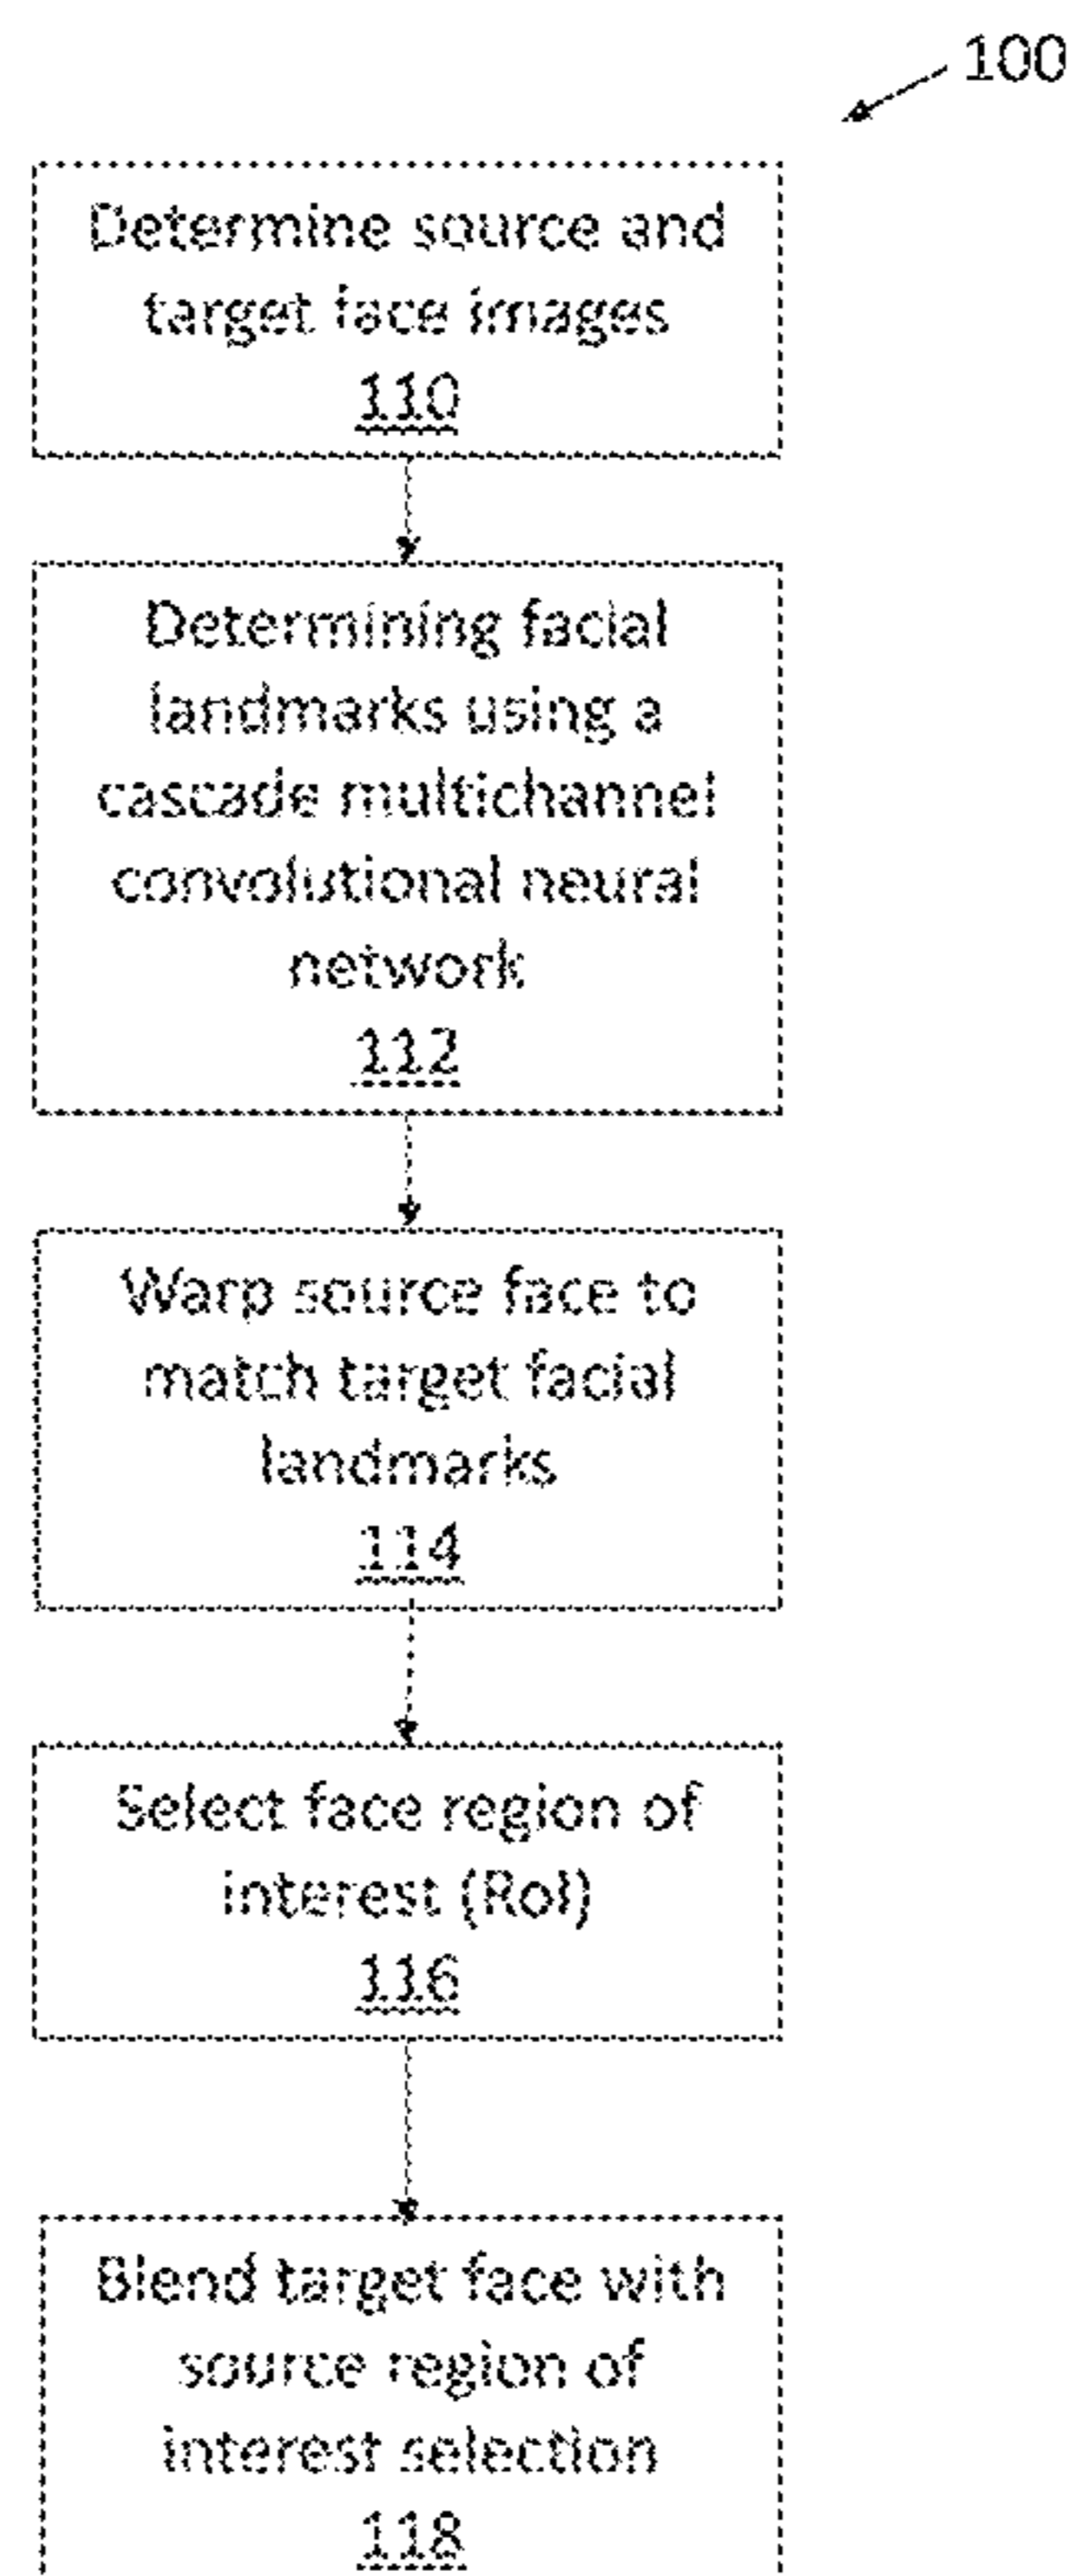 100
Determine source and
target face images
110
Determining facial
landmarks using a
cascade multichannel
convolutional neural
network
112
Warp source face to
match target facial
landmarks
114
Select face region of
interest (RoI)
116
Blend target face with
source region of
interest selection
118